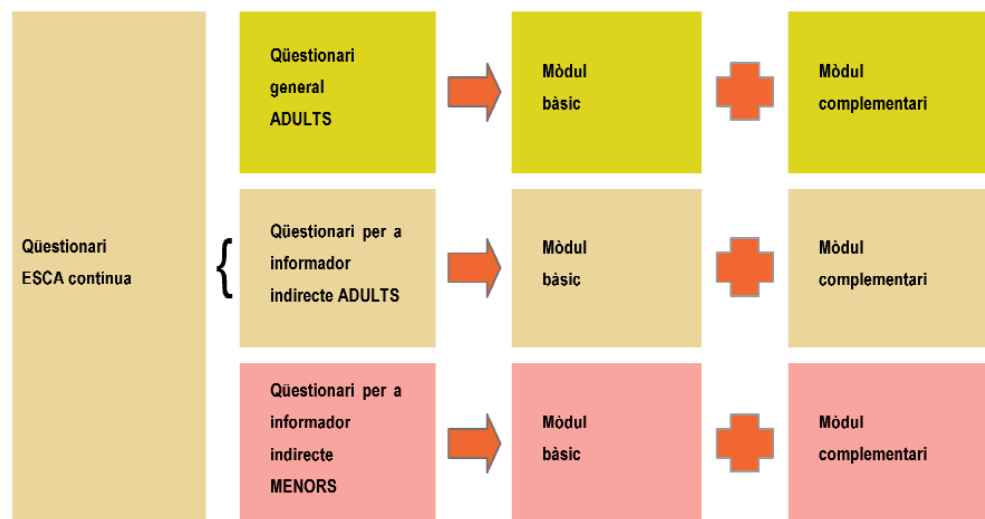 Qüestionari
ESCA contínua
{
Qüestionari
general
ADULTS
Mòdul
bàsic
Mòdul
complementari
Qüestionari per a
informador
indirecte ADULTS
Mòdul
bàsic
Mòdul
complementari
Qüestionari per a
informador
indirecte
MENORS
Mòdul
bàsic
Mòdul
complementari